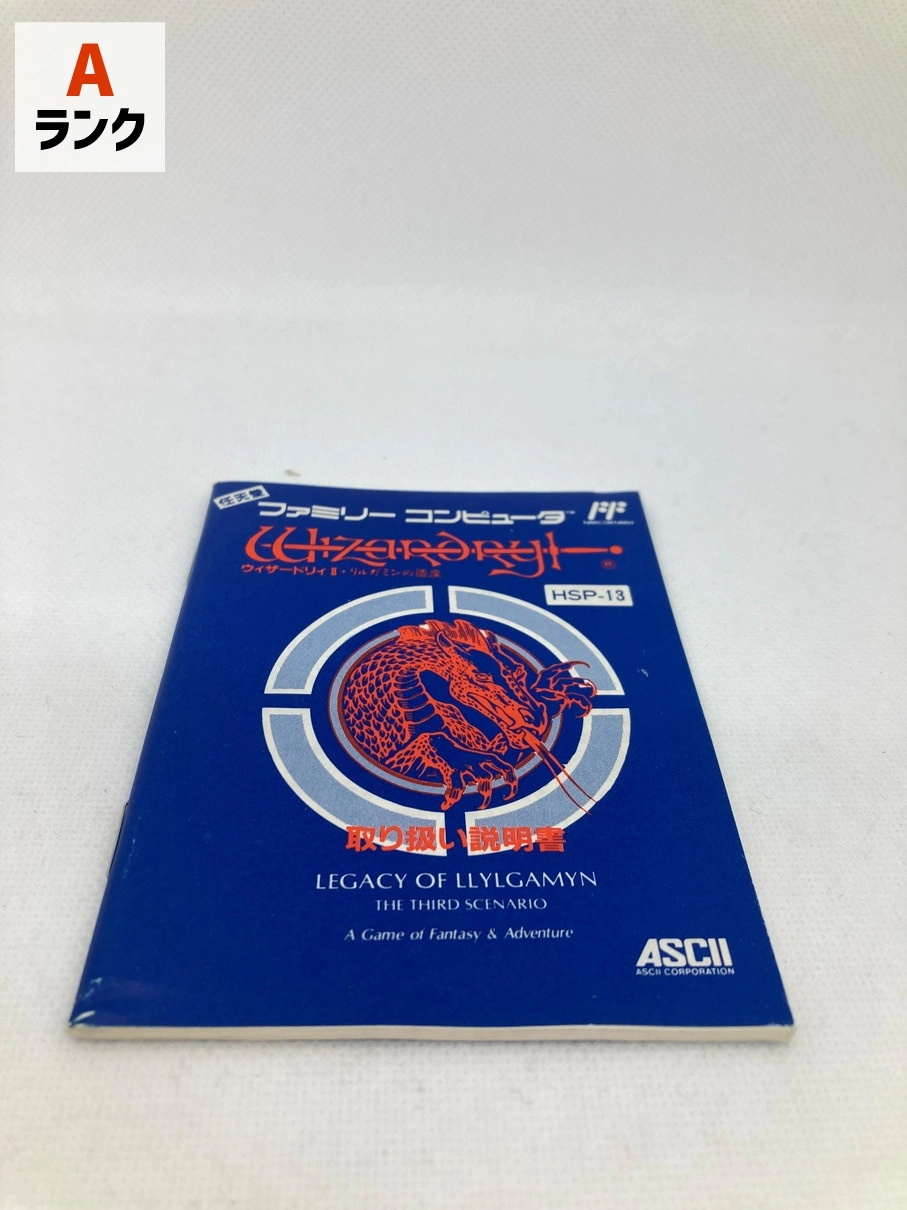 A
ランク
任天堂
ファミリー コンピュータ™
FF
Wizardry ®
ウィザードリィⅡ・リルガミンの遺産
HSP-13
取り扱い説明書
LEGACY OF LLYLGAMYN
THE THIRD SCENARIO
A Game of Fantasy & Adventure
ASCII
ASCII CORPORATION